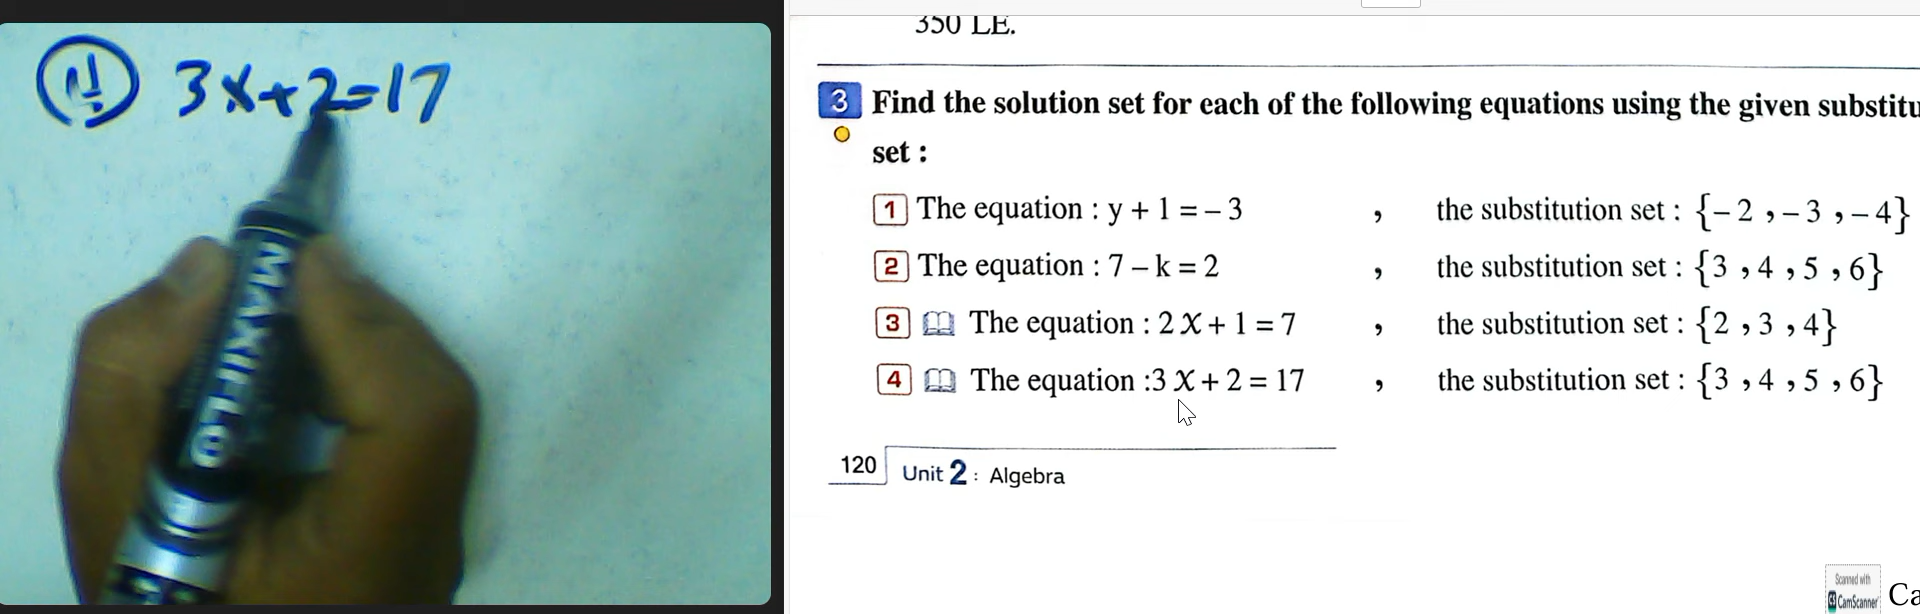 ④ 3x+2=17
MAXIFLO
350 LE.
3 Find the solution set for each of the following equations using the given substitu
set :
1 The equation : y + 1 = – 3 , the substitution set : {– 2 , – 3 , – 4}
2 The equation : 7 – k = 2 , the substitution set : {3 , 4 , 5 , 6}
3 The equation : 2 X + 1 = 7 , the substitution set : {2 , 3 , 4}
4 The equation :3 X + 2 = 17 , the substitution set : {3 , 4 , 5 , 6}
120 Unit 2 : Algebra
Scanned with
CamScanner
Ca